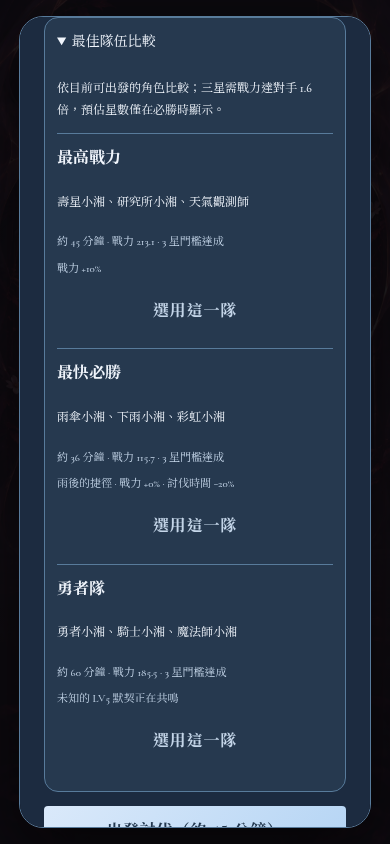 ▼ 最佳隊伍比較
依目前可出發的角色比較；三星需戰力達對手 1.6
倍，預估星數僅在必勝時顯示。
最高戰力
壽星小湘、研究所小湘、天氣觀測師
約 45 分鐘 · 戰力 213.1 · 3 星門檻達成
戰力 +10%
選用這一隊
最快必勝
雨傘小湘、下雨小湘、彩虹小湘
約 36 分鐘 · 戰力 115.7 · 3 星門檻達成
雨後的捷徑 · 戰力 +0% · 討伐時間 -20%
選用這一隊
勇者隊
勇者小湘、騎士小湘、魔法師小湘
約 60 分鐘 · 戰力 185.5 · 3 星門檻達成
未知的 LV5 默契正在共鳴
選用這一隊